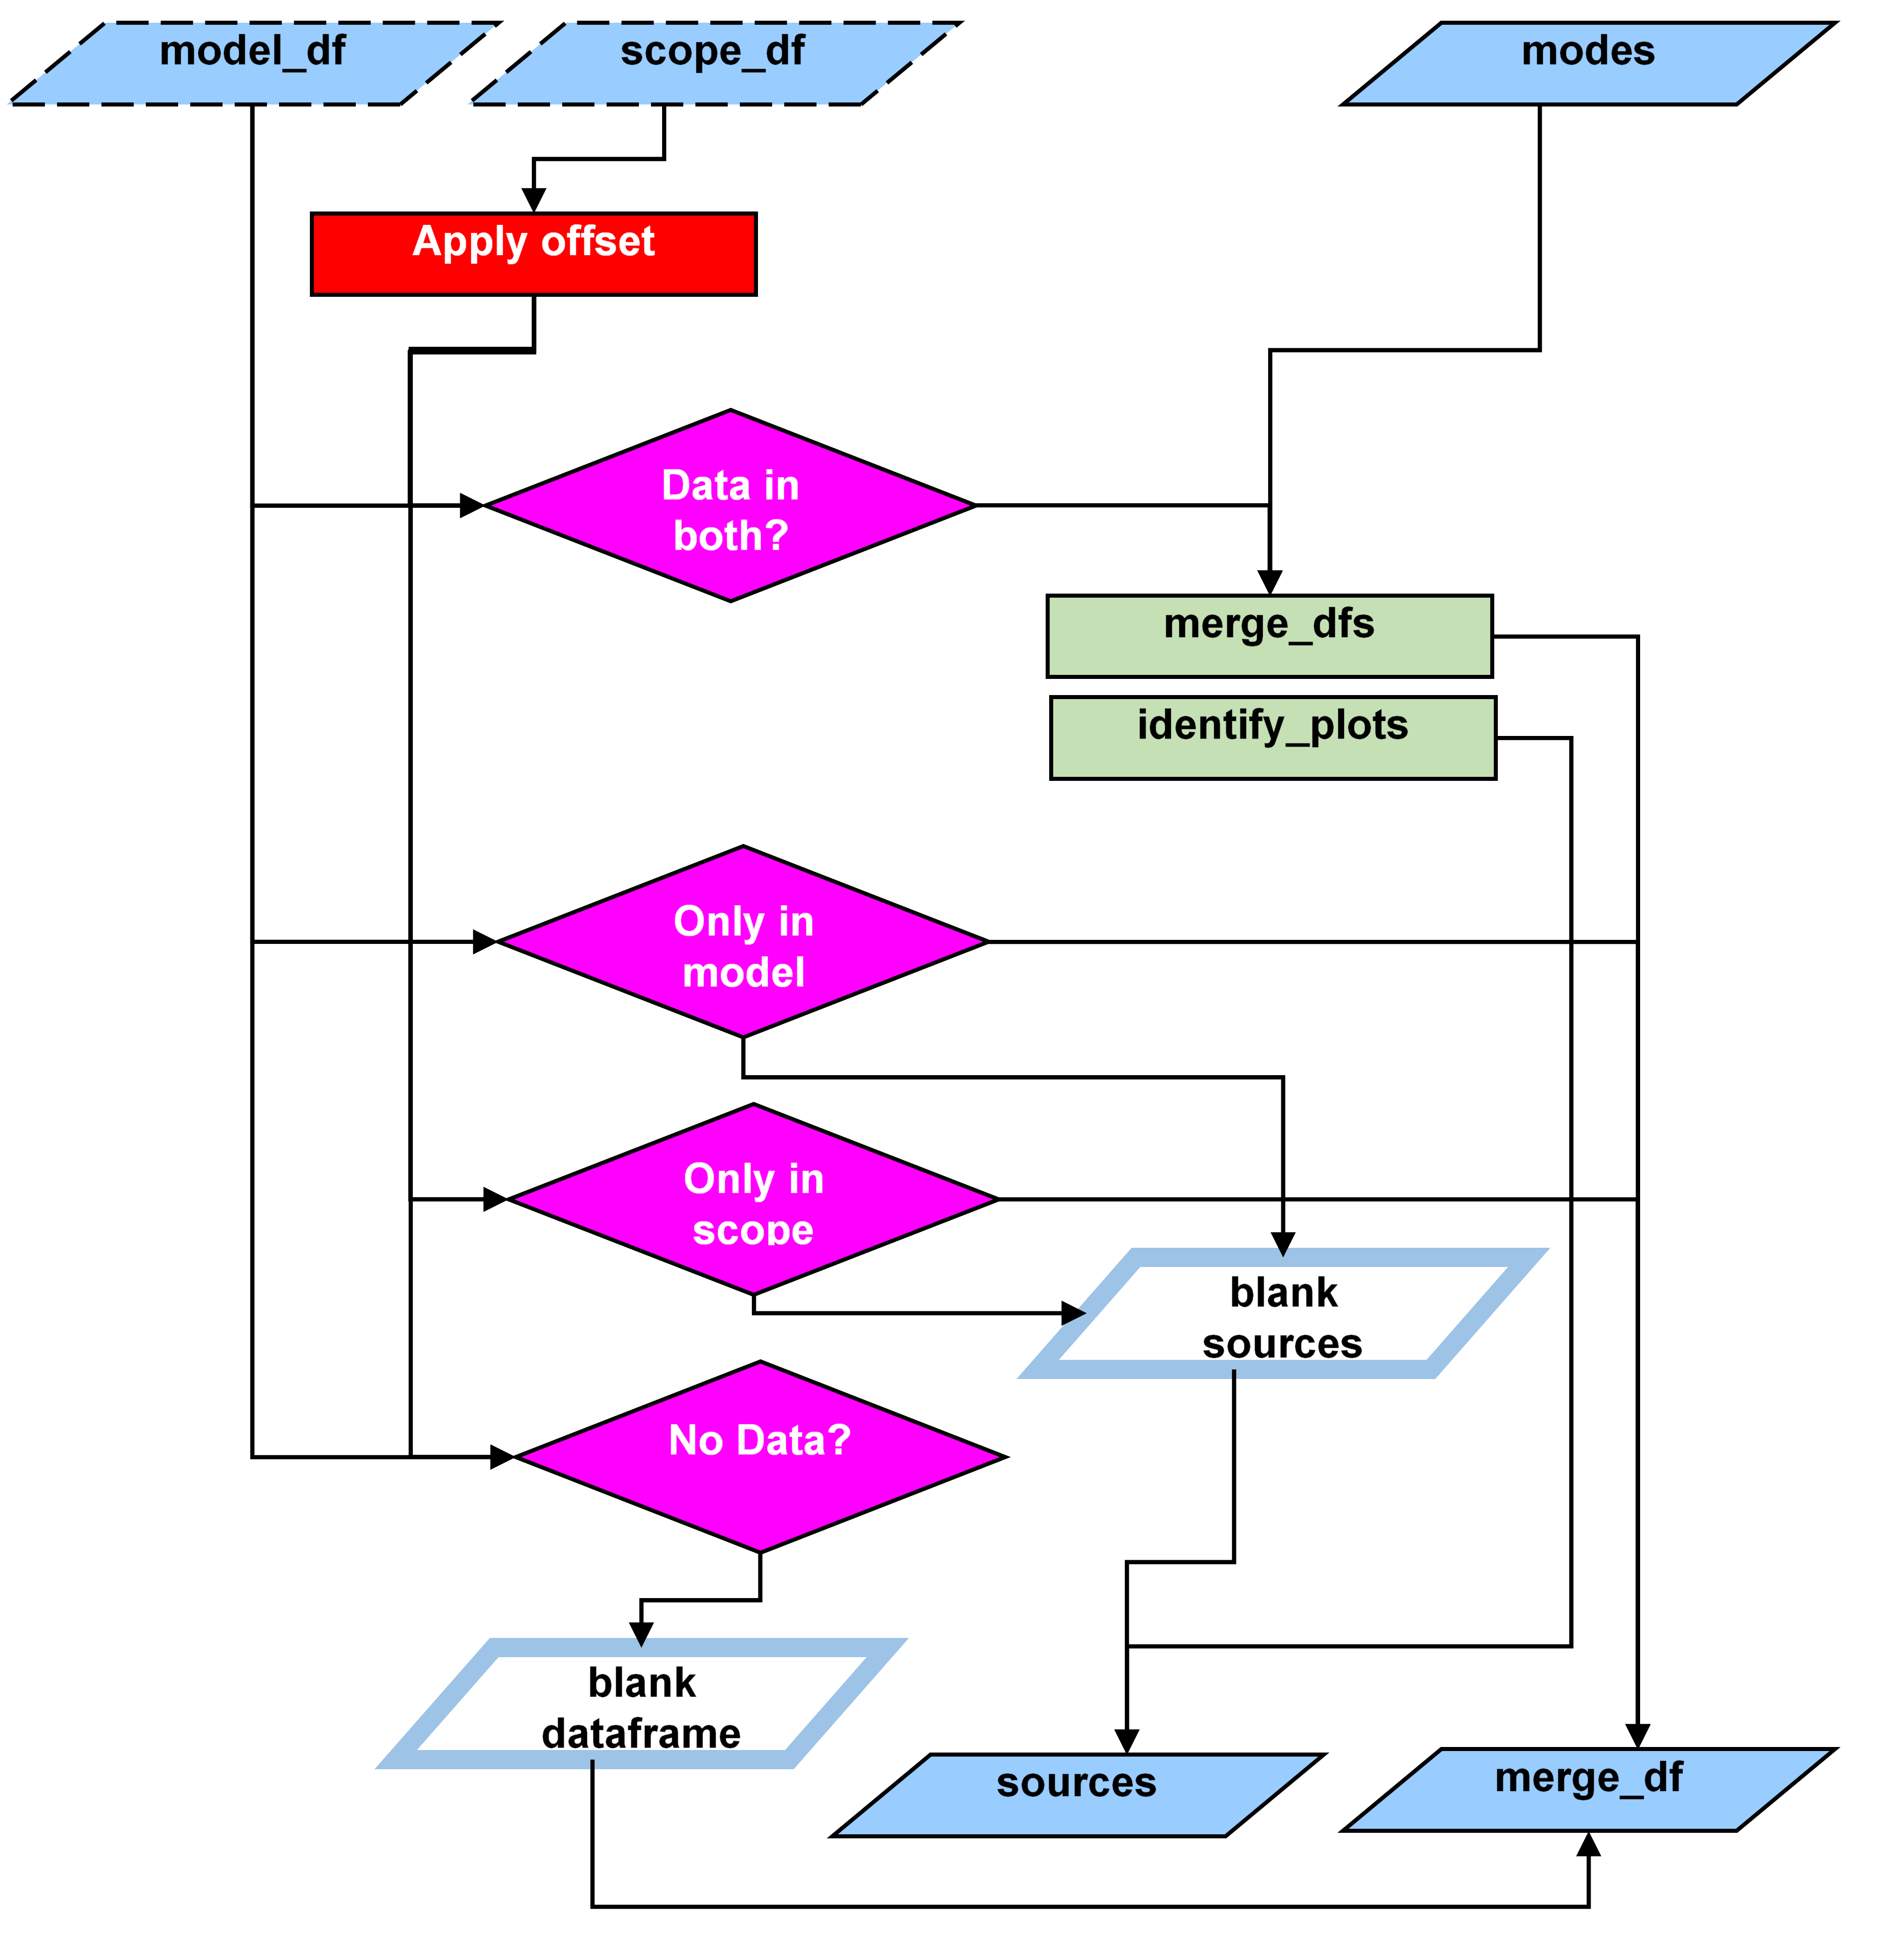 model_df
scope_df
modes
Apply offset
Data in
both?
merge_dfs
identify_plots
Only in
model
Only in
scope
blank
sources
No Data?
blank
dataframe
sources
merge_df